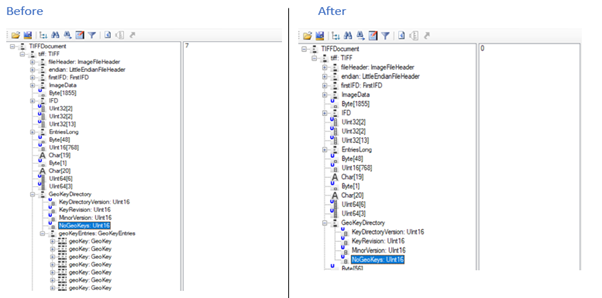 Before
7
TIFFDocument
tiff: TIFF
fileHeader: ImageFileHeader
endian: LittleEndianFileHeader
firstIFD: FirstIFD
ImageData
Byte[1855]
IFD
UInt32[2]
UInt32[2]
UInt32[13]
EntriesLong
Byte[48]
UInt16[768]
Char[19]
Byte[1]
Char[20]
UInt64[6]
UInt64[3]
GeoKeyDirectory
KeyDirectoryVersion: UInt16
KeyRevision: UInt16
MinorVersion: UInt16
NoGeoKeys: UInt16
geoKeyEntries: GeoKeyEntries
geoKey: GeoKey
geoKey: GeoKey
geoKey: GeoKey
geoKey: GeoKey
geoKey: GeoKey
geoKey: GeoKey
geoKey: GeoKey
After
0
TIFFDocument
tiff: TIFF
fileHeader: ImageFileHeader
endian: LittleEndianFileHeader
firstIFD: FirstIFD
ImageData
Byte[1855]
IFD
UInt32[2]
UInt32[2]
UInt32[13]
EntriesLong
Byte[48]
UInt16[768]
Char[19]
Byte[1]
Char[20]
UInt64[6]
UInt64[3]
GeoKeyDirectory
KeyDirectoryVersion: UInt16
KeyRevision: UInt16
MinorVersion: UInt16
NoGeoKeys: UInt16
Byte[56]